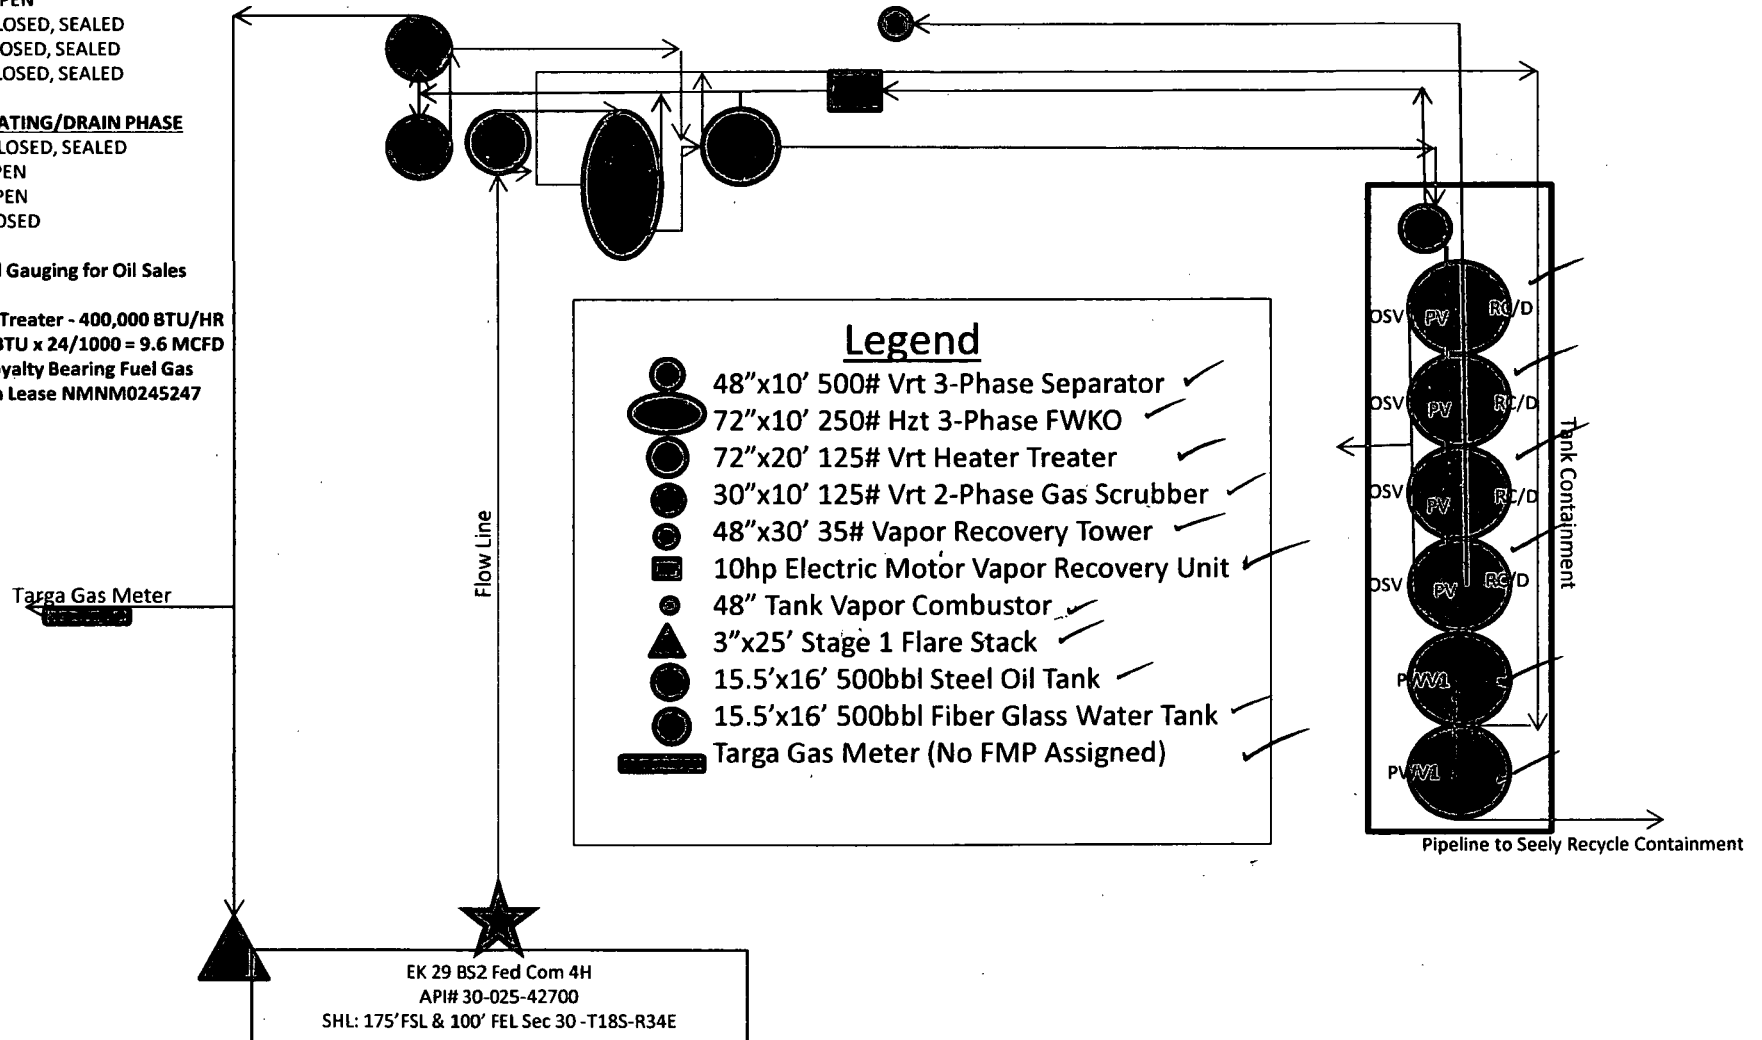 PEN
LOSED, SEALED
OSED, SEALED
LOSED, SEALED
ATING/DRAIN PHASE
LOSED, SEALED
PEN
PEN
OSED
l Gauging for Oil Sales
Treater - 400,000 BTU/HR
BTU x 24/1000 = 9.6 MCFD
yalty Bearing Fuel Gas
n Lease NMNM0245247
Legend
48"x10' 500# Vrt 3-Phase Separator
72"x10' 250# Hzt 3-Phase FWKO
72"x20' 125# Vrt Heater Treater
30"x10' 125# Vrt 2-Phase Gas Scrubber
48"x30' 35# Vapor Recovery Tower
10hp Electric Motor Vapor Recovery Unit
48" Tank Vapor Combustor
3"x25' Stage 1 Flare Stack
15.5'x16' 500bbl Steel Oil Tank
15.5'x16' 500bbl Fiber Glass Water Tank
Targa Gas Meter (No FMP Assigned)
Targa Gas Meter
Flow Line
OSV PV RC/D
OSV PV RC/D
OSV PV RC/D
OSV PV RC/D
PWV1
PWV1
Tank Containment
Pipeline to Seely Recycle Containment
EK 29 BS2 Fed Com 4H
API# 30-025-42700
SHL: 175'FSL & 100' FEL Sec 30 -T18S-R34E